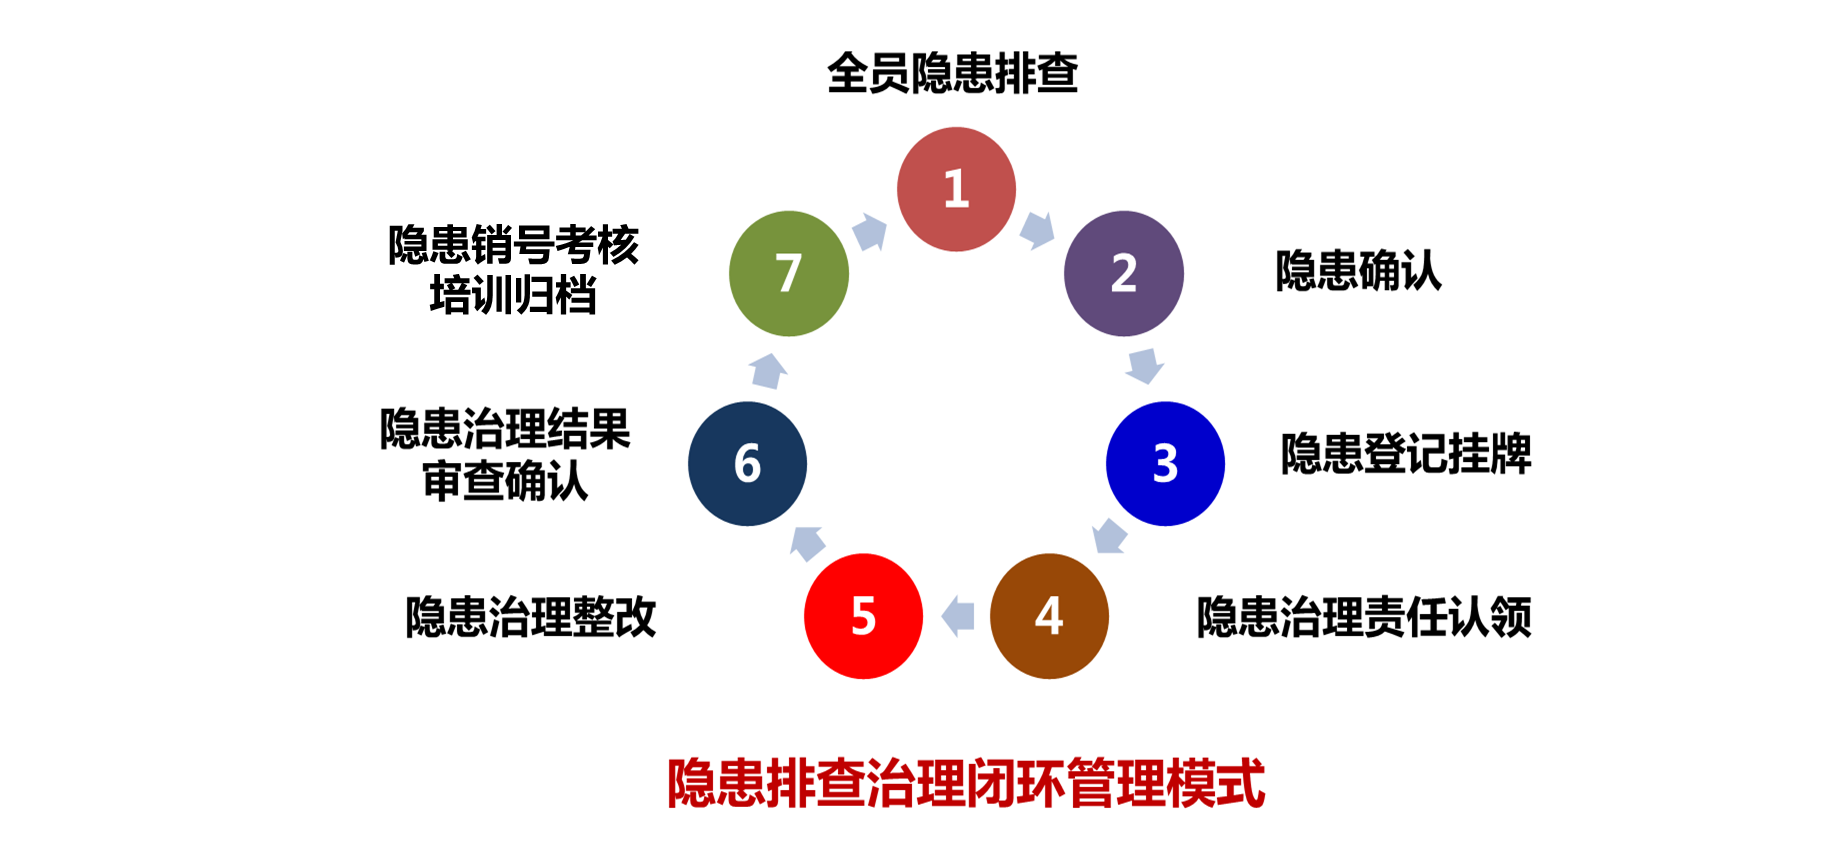 全员隐患排查
1
2
隐患确认
3
隐患登记挂牌
4
隐患治理责任认领
5
隐患治理整改
6
隐患治理结果
审查确认
7
隐患销号考核
培训归档
隐患排查治理闭环管理模式